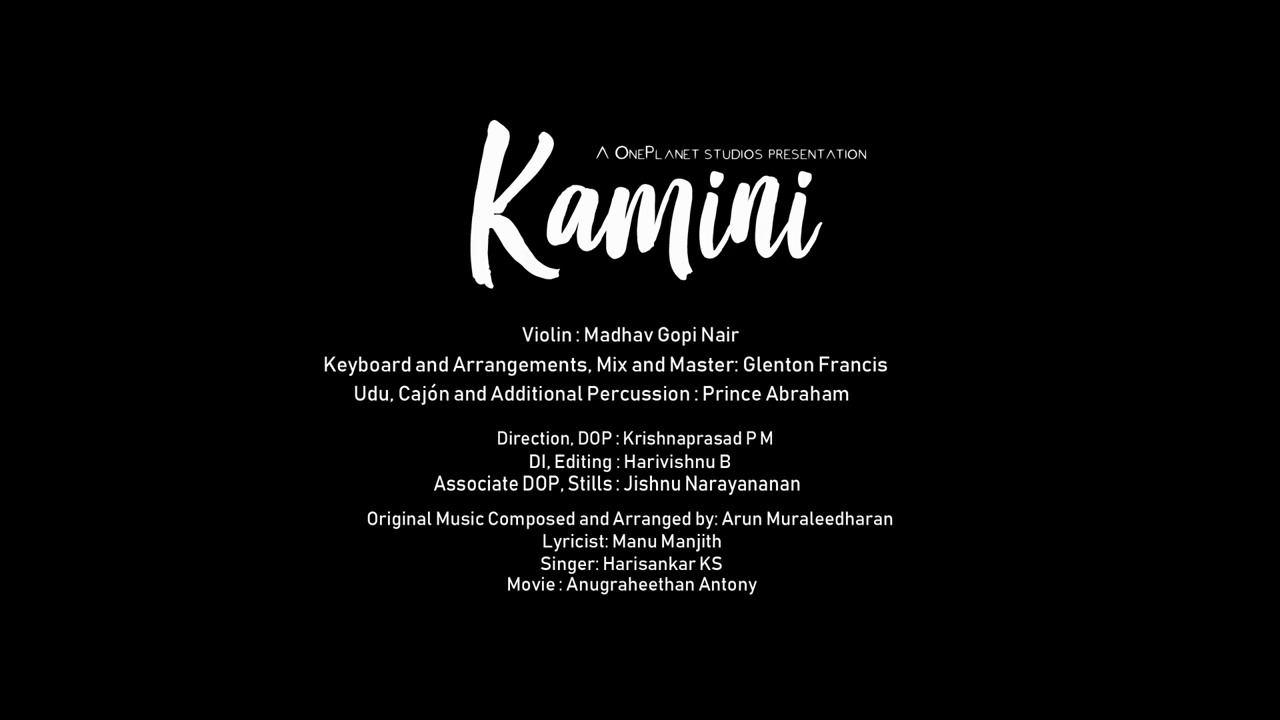 A OnePlanet studios presentation
Kamini
Violin : Madhav Gopi Nair
Keyboard and Arrangements, Mix and Master: Glenton Francis
Udu, Cajón and Additional Percussion : Prince Abraham
Direction, DOP : Krishnaprasad P M
DI, Editing : Harivishnu B
Associate DOP, Stills : Jishnu Narayananan
Original Music Composed and Arranged by: Arun Muraleedharan
Lyricist: Manu Manjith
Singer: Harisankar KS
Movie : Anugraheethan Antony